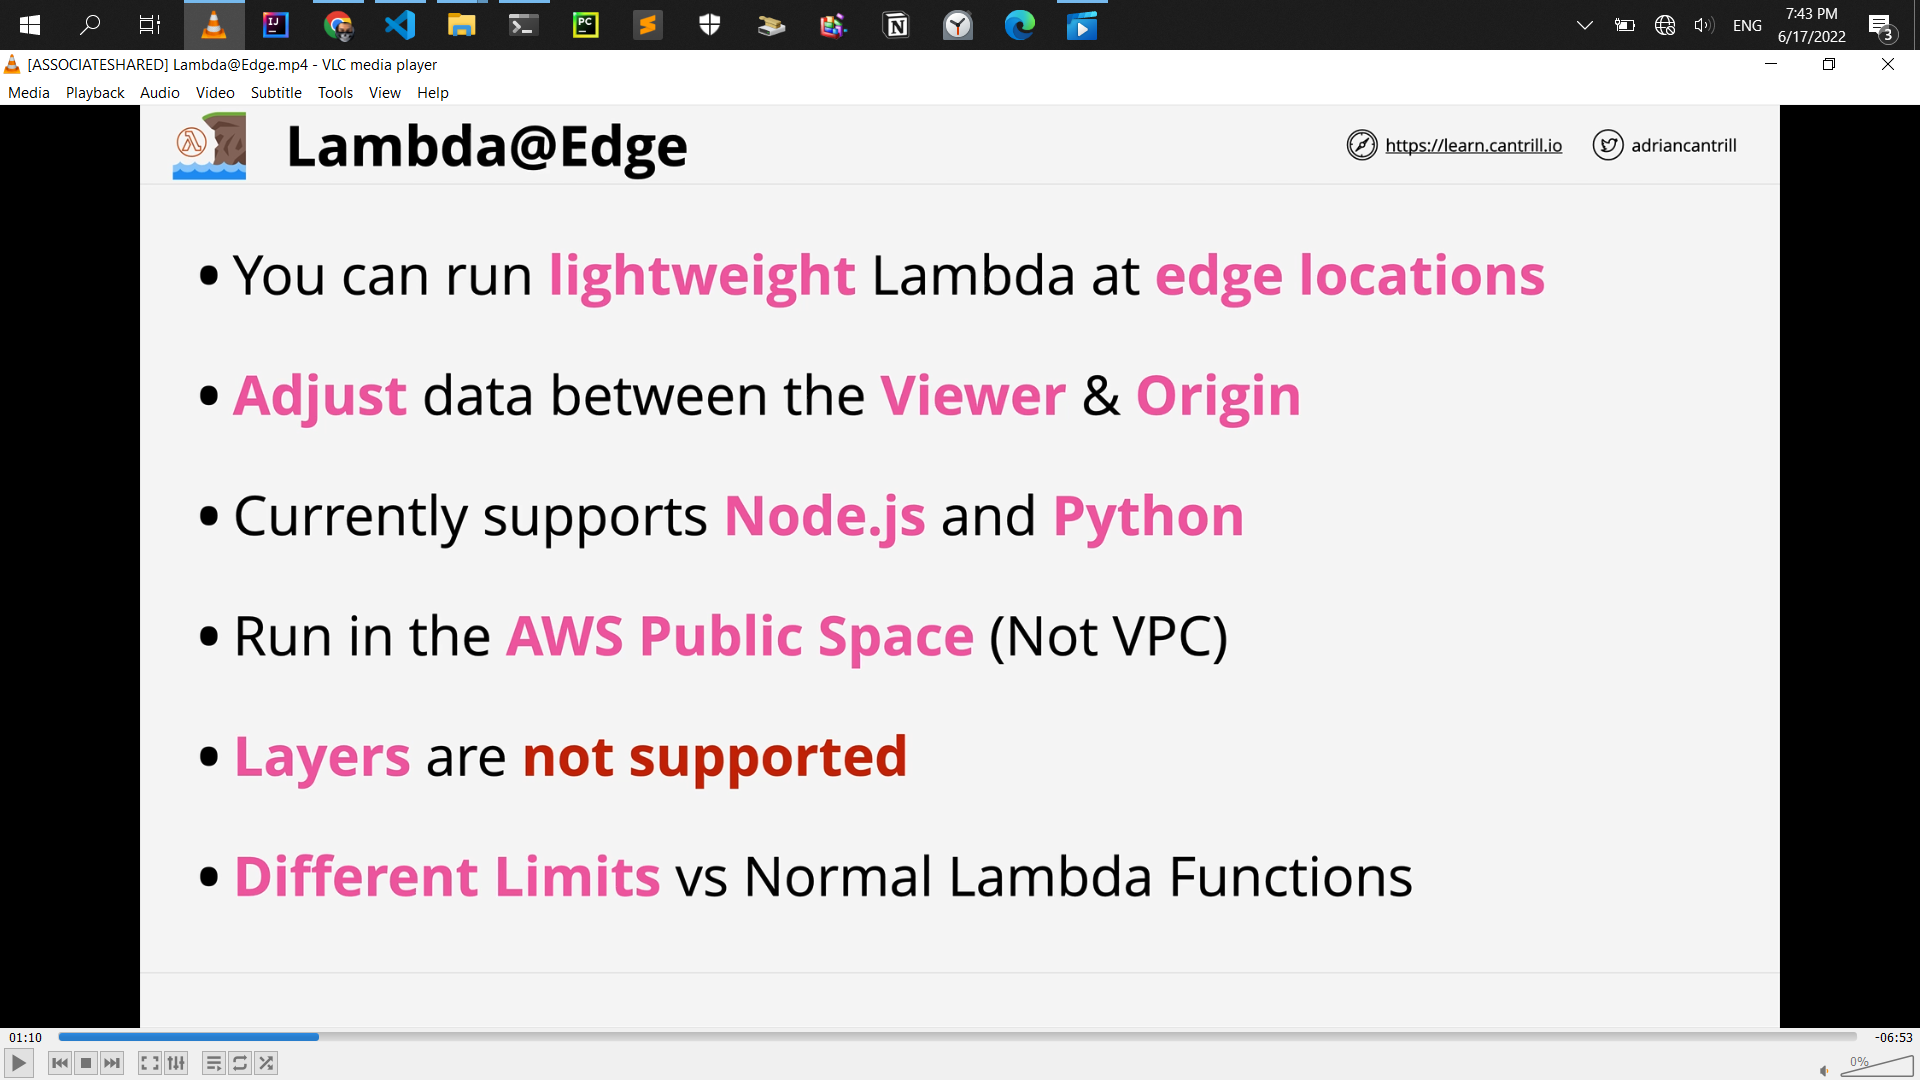 7:43 PM
ENG
6/17/2022
3
[ASSOCIATESHARED] Lambda@Edge.mp4 - VLC media player
Media Playback Audio Video Subtitle Tools View Help
Lambda@Edge
https://learn.cantrill.io adriancantrill
• You can run lightweight Lambda at edge locations
• Adjust data between the Viewer & Origin
• Currently supports Node.js and Python
• Run in the AWS Public Space (Not VPC)
• Layers are not supported
• Different Limits vs Normal Lambda Functions
01:10 -06:53
0%